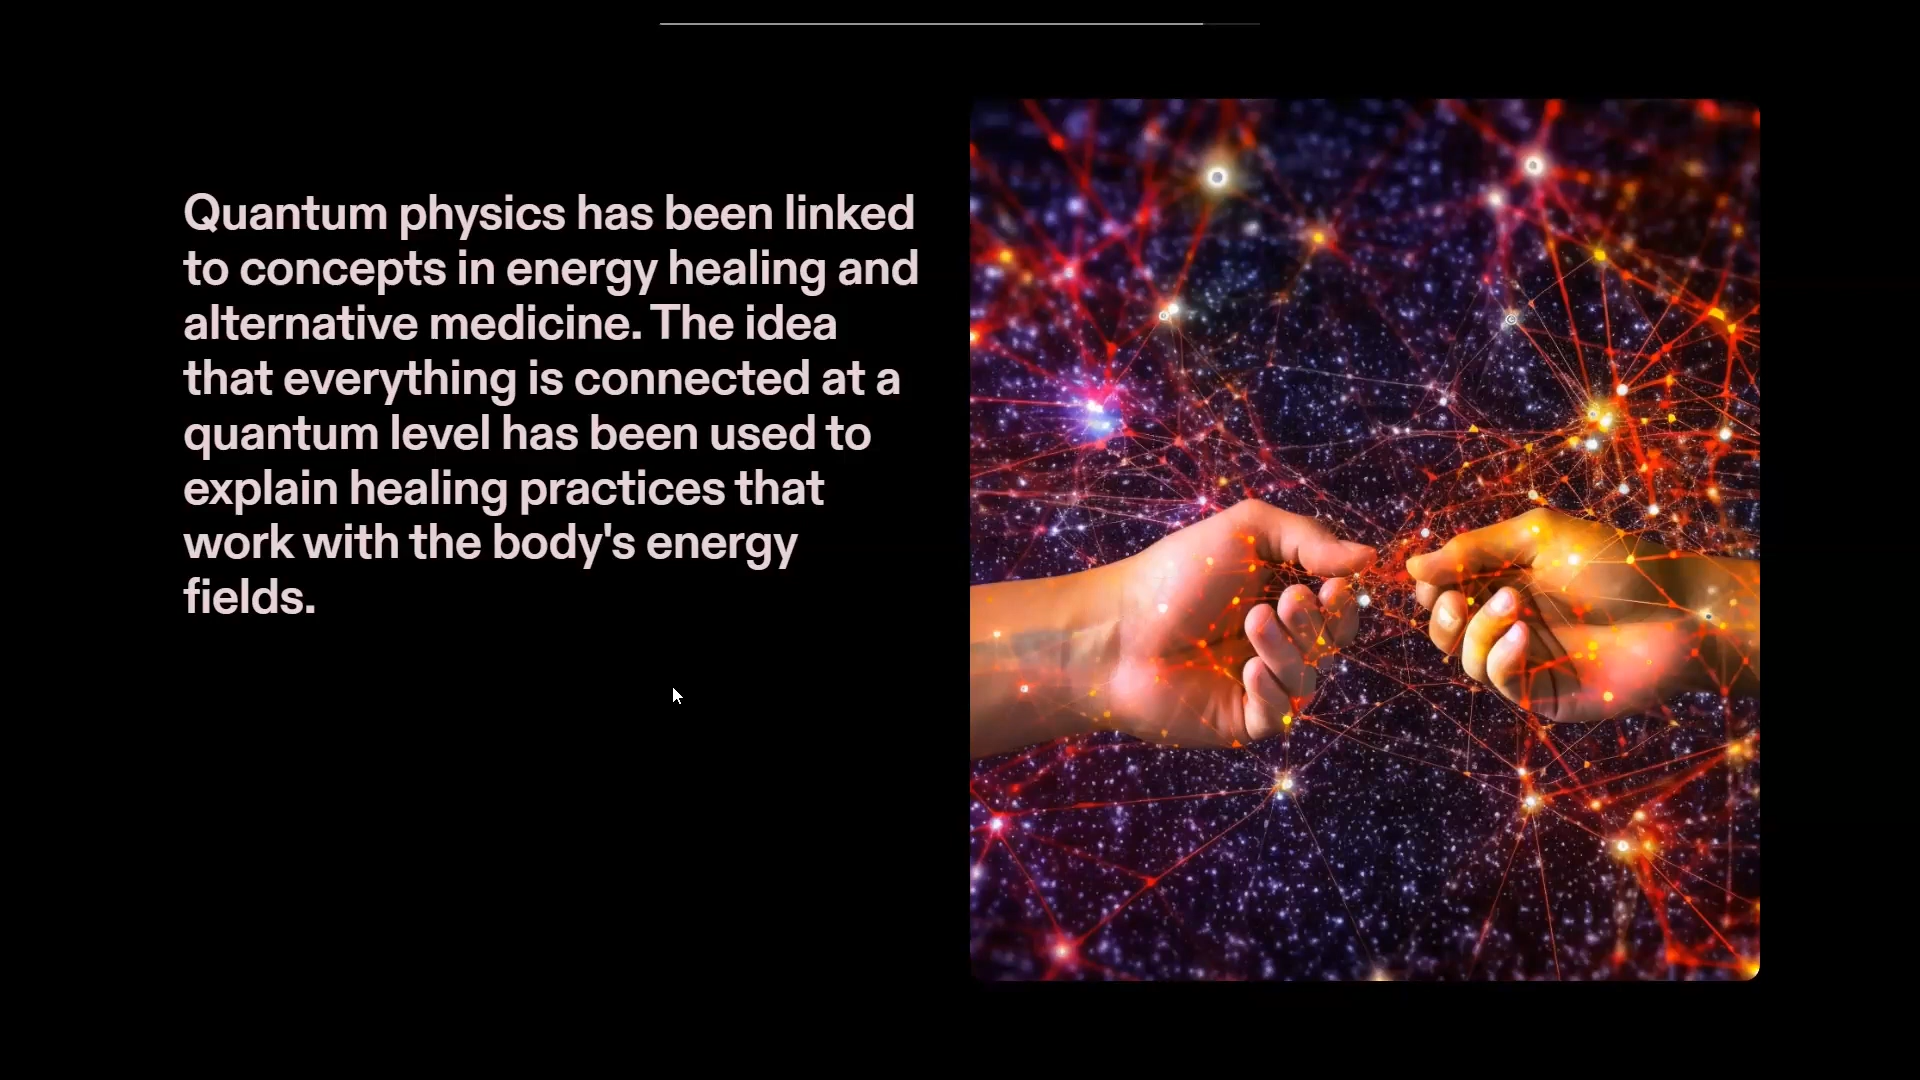 Quantum physics has been linked
to concepts in energy healing and
alternative medicine. The idea
that everything is connected at a
quantum level has been used to
explain healing practices that
work with the body's energy
fields.